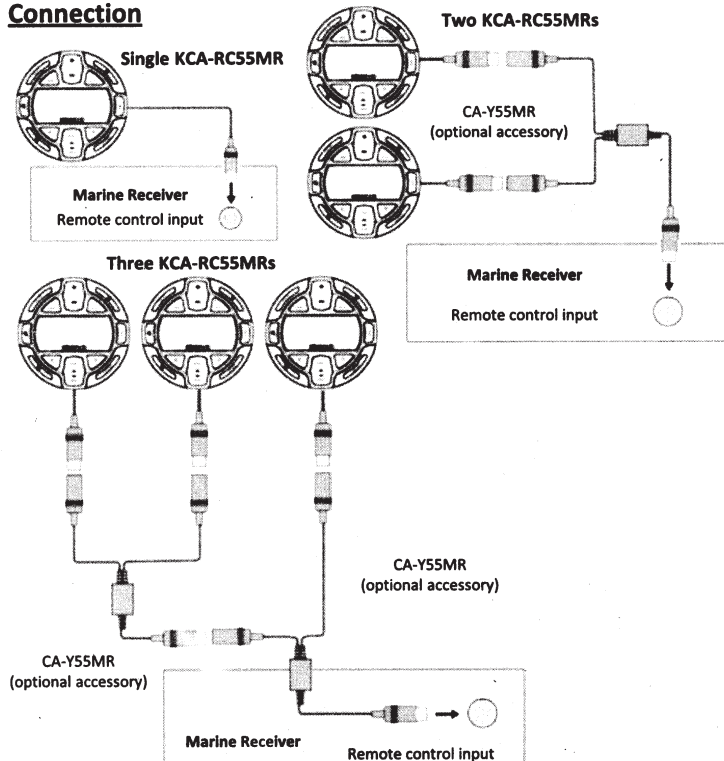 Connection
Single KCA-RC55MR
Marine Receiver
Remote control input
Two KCA-RC55MRs
CA-Y55MR
(optional accessory)
Marine Receiver
Remote control input
Three KCA-RC55MRs
CA-Y55MR
(optional accessory)
CA-Y55MR
(optional accessory)
Marine Receiver
Remote control input